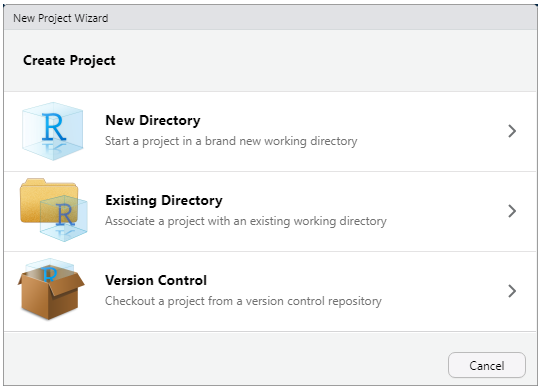 New Project Wizard
Create Project
R
New Directory
Start a project in a brand new working directory
R
Existing Directory
Associate a project with an existing working directory
R
Version Control
Checkout a project from a version control repository
Cancel